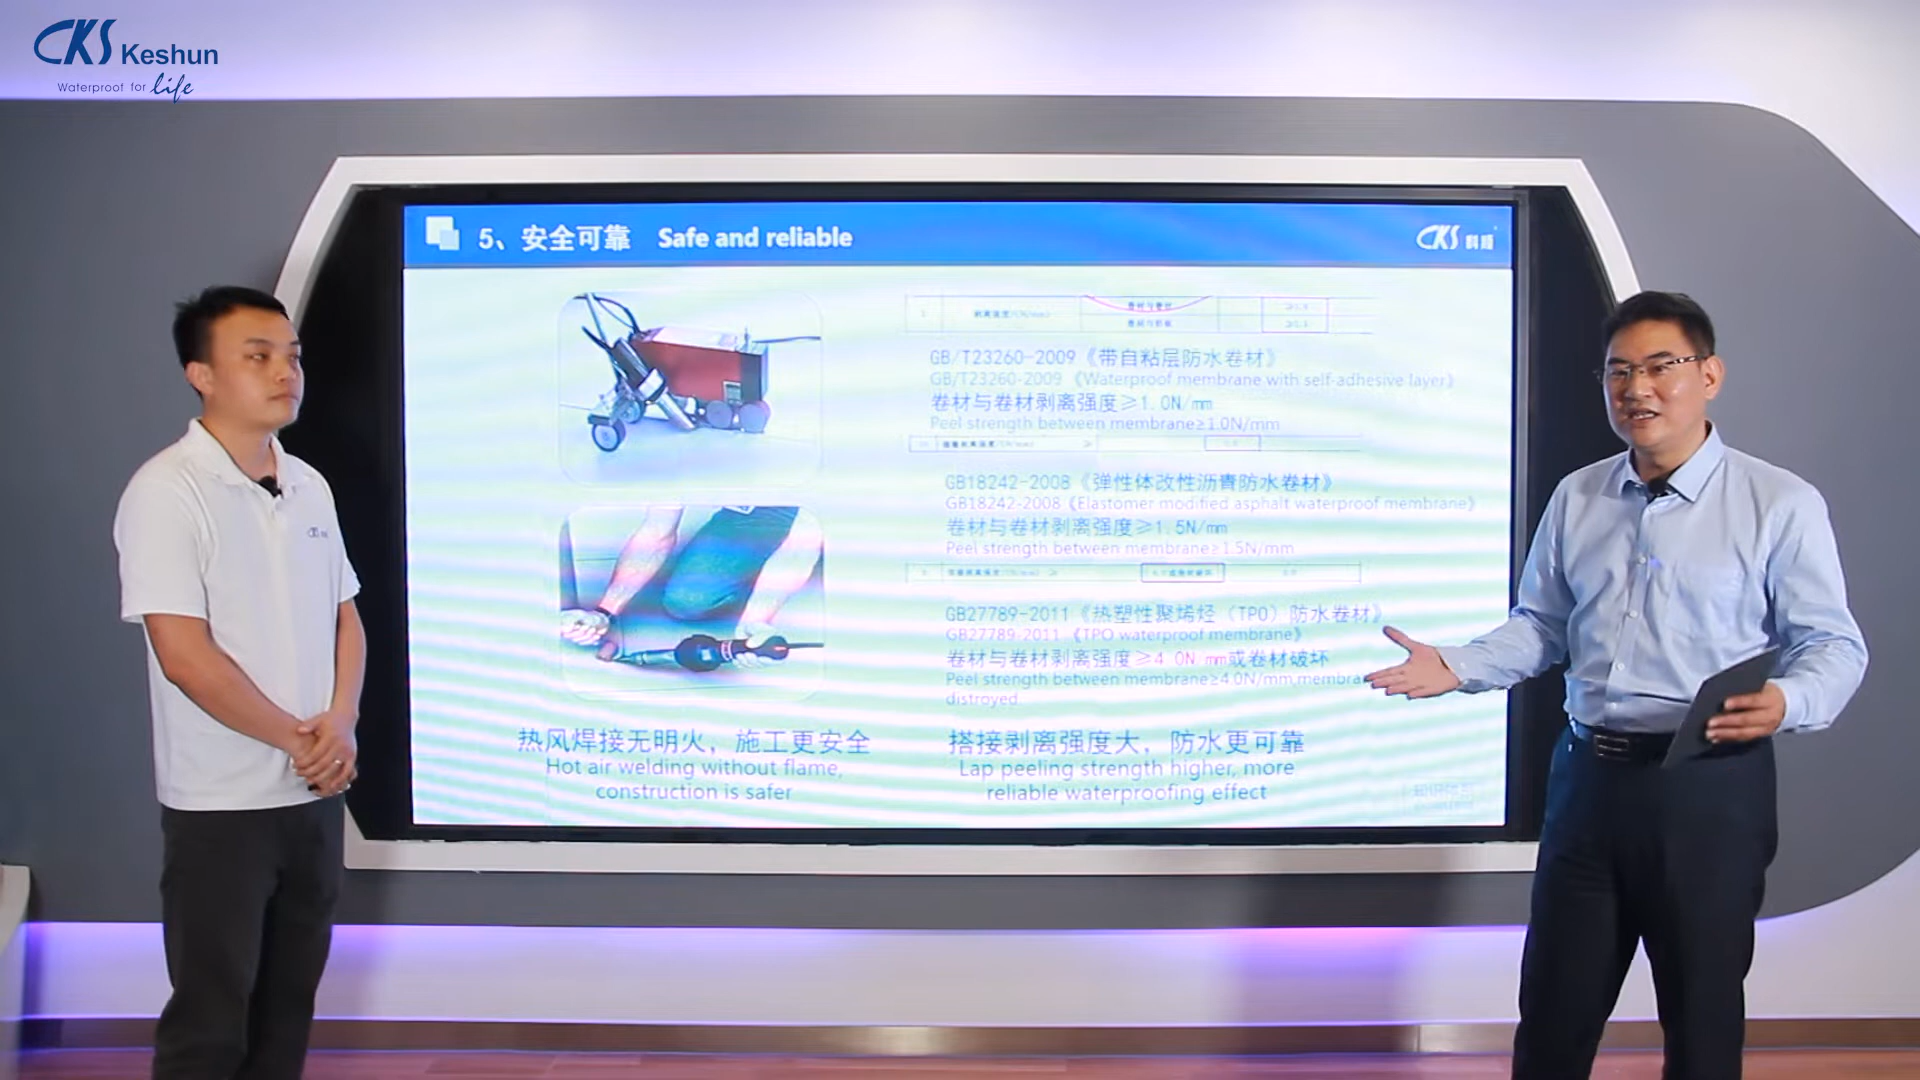 CKS Keshun
Waterproof for life
5、安全可靠 Safe and reliable
CKS 科顺
GB/T23260-2009《带自粘层防水卷材》
GB/T23260-2009 《Waterproof membrane with self-adhesive layer》
卷材与卷材剥离强度≥1.0N/mm
Peel strength between membrane≥1.0N/mm
GB18242-2008《弹性体改性沥青防水卷材》
GB18242-2008《Elastomer modified asphalt waterproof membrane》
卷材与卷材剥离强度≥1.5N/mm
Peel strength between membrane≥1.5N/mm
GB27789-2011《热塑性聚烯烃（TPO）防水卷材》
GB27789-2011 《TPO waterproof membrane》
卷材与卷材剥离强度≥4 0N mm或卷材破坏
Peel strength between membrane≥4.0N/mm,membra
distroyed
热风焊接无明火，施工更安全
Hot air welding without flame,
construction is safer
搭接剥离强度大，防水更可靠
Lap peeling strength higher, more
reliable waterproofing effect
CKS